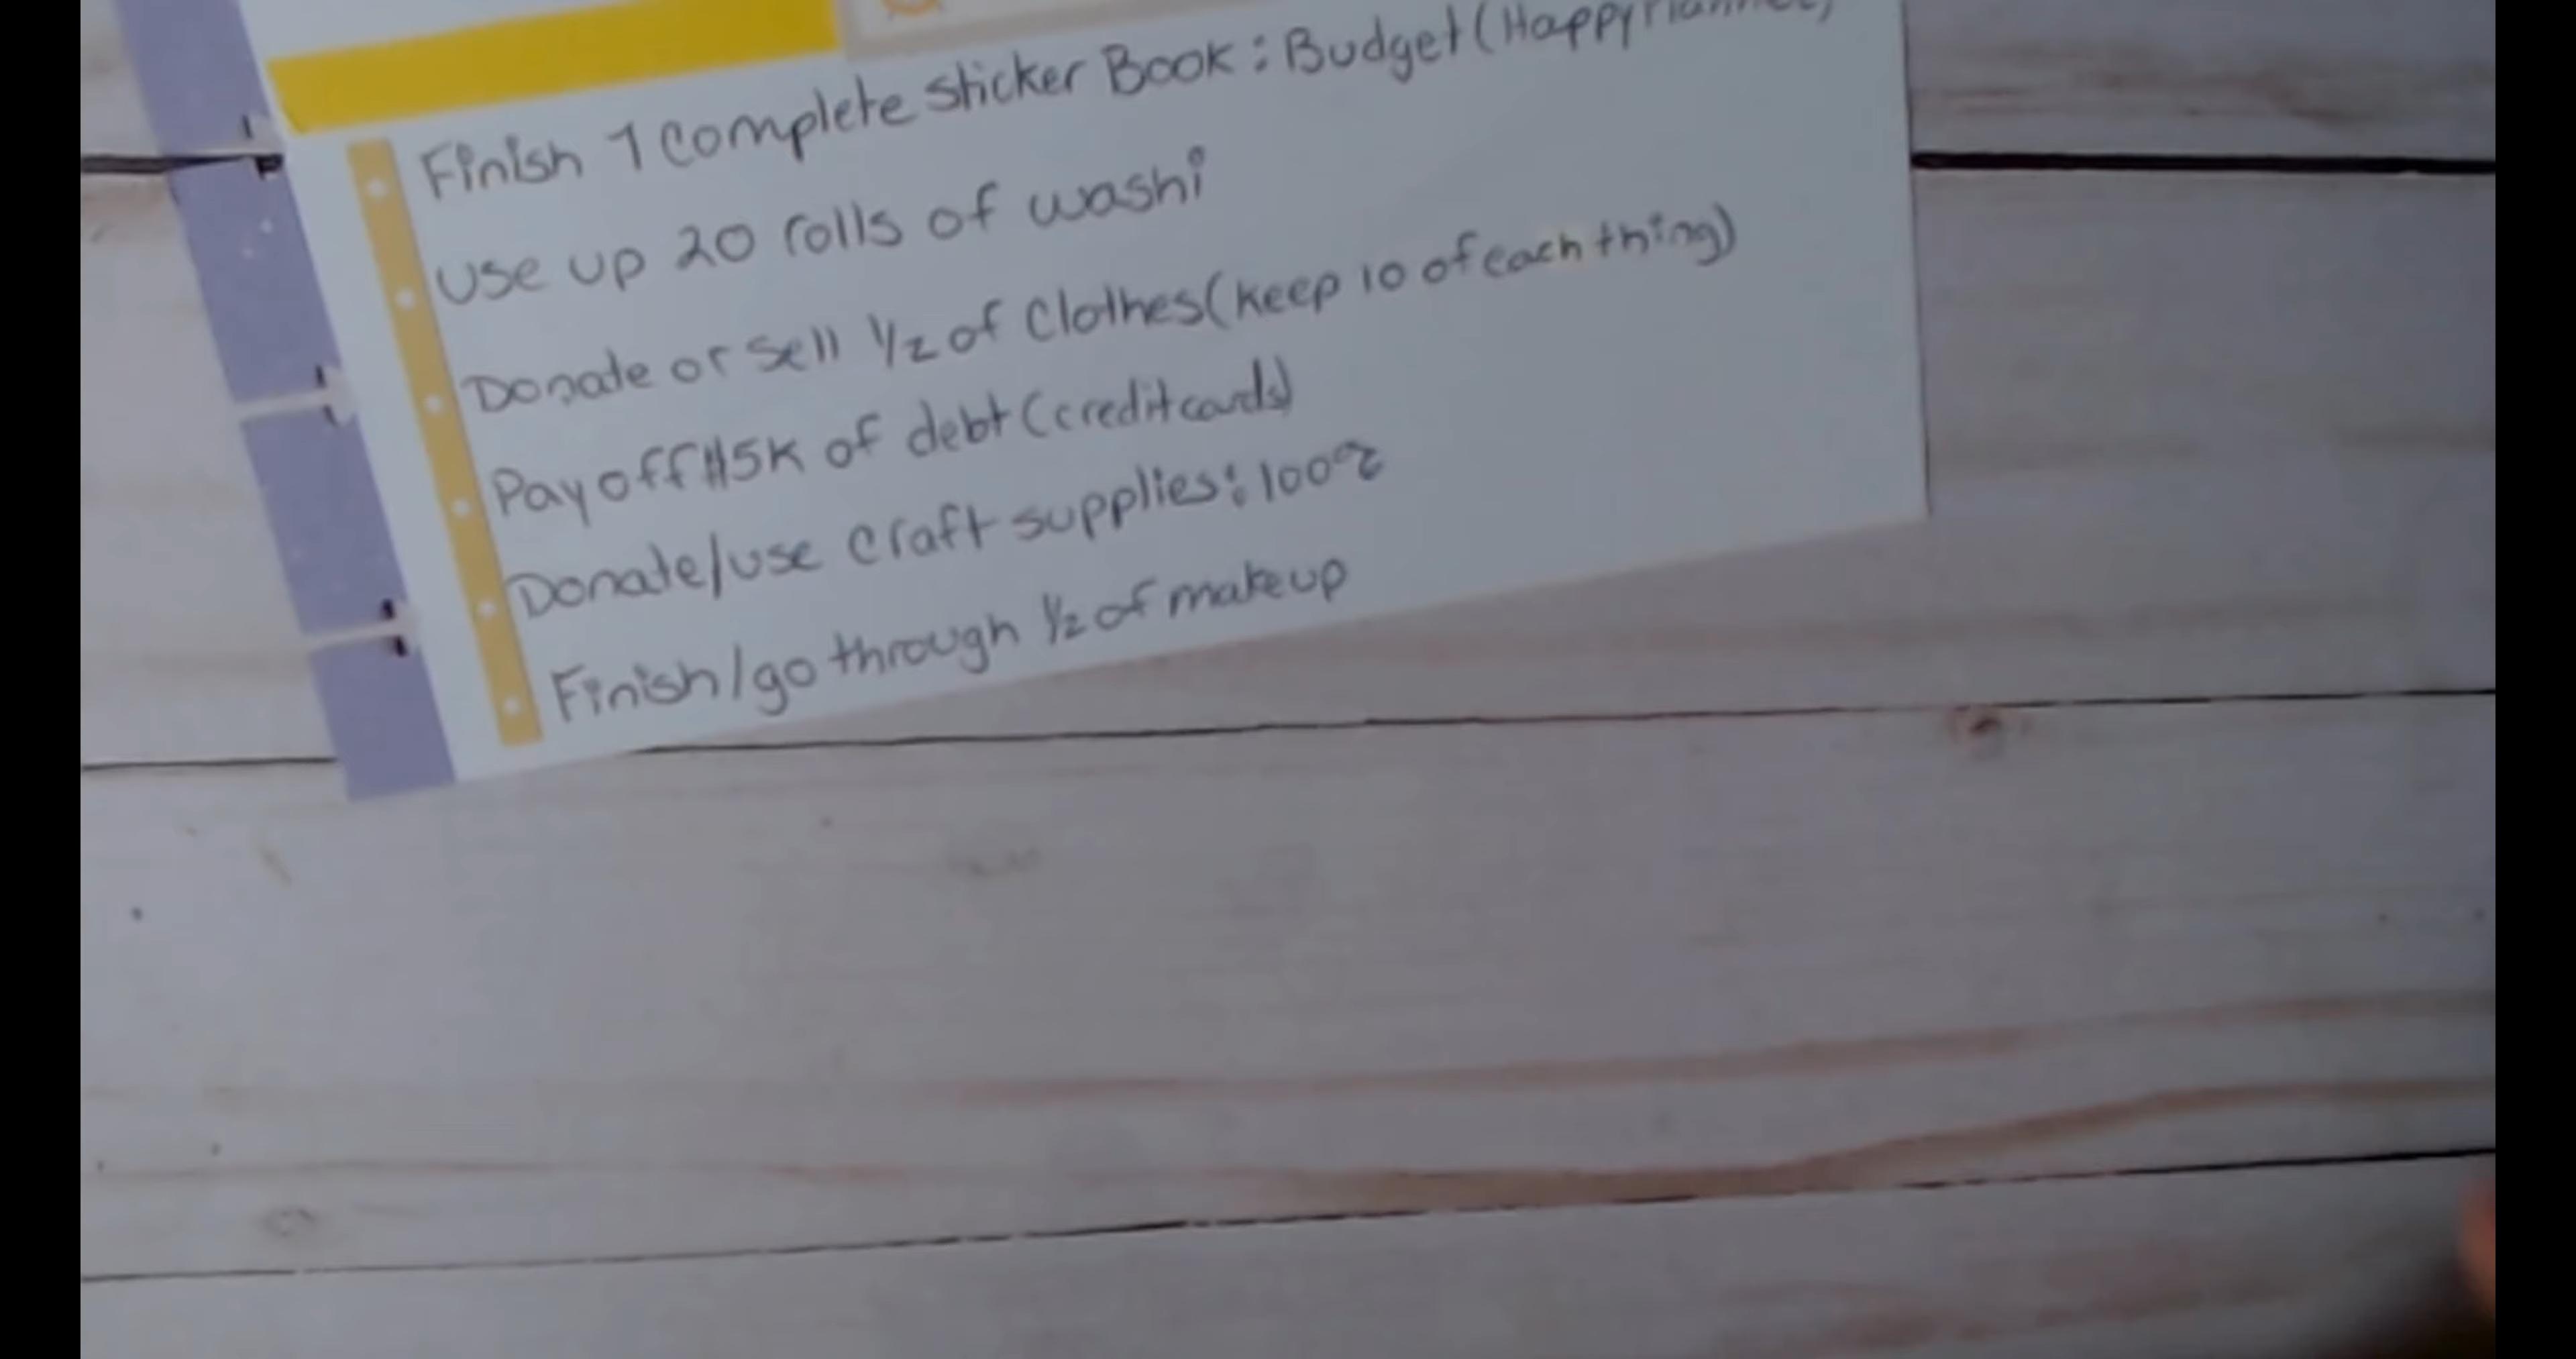 Finish 1 Complete sticker Book: Budget (Happy Planner)
Use up 20 rolls of washi
Donate or sell 1/2 of Clothes (keep 10 of each thing)
Pay off $5K of debt (credit cards)
Donate/use craft supplies: 100%
Finish/go through 1/2 of makeup